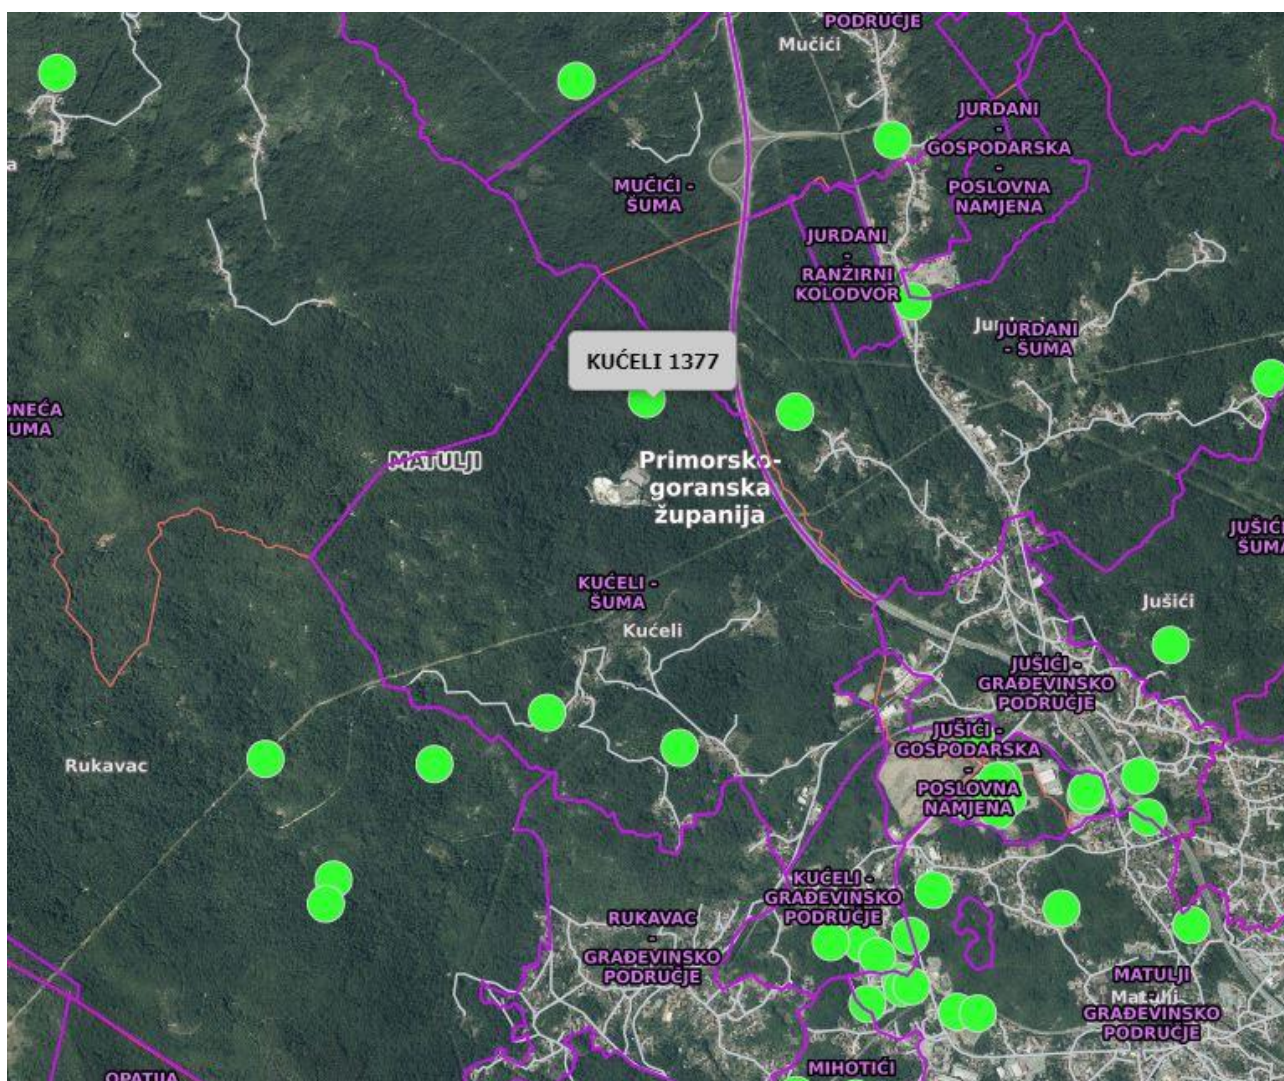 PODRUČJE
Mučići
JURDANI
-
GOSPODARSKA
-
POSLOVNA
NAMJENA
a
MUČIĆI -
ŠUMA
JURDANI
-
RANŽIRNI
KOLODVOR
JURDANI
- ŠUMA
KUĆELI 1377
MATULJI
Primorsko-
goranska
županija
JUŠIĆI
ŠUMA
KUĆELI -
ŠUMA
Kućeli
Jušići
JUŠIĆI -
GRAĐEVINSKO
PODRUČJE
JUŠIĆI -
GOSPODARSKA
-
POSLOVNA
NAMJENA
Rukavac
KUĆELI -
GRAĐEVINSKO
PODRUČJE
RUKAVAC
-
GRAĐEVINSKO
PODRUČJE
MATULJI
-
Matulji
GRAĐEVINSKO
PODRUČJE
MIHOTIĆI
OPATIJA